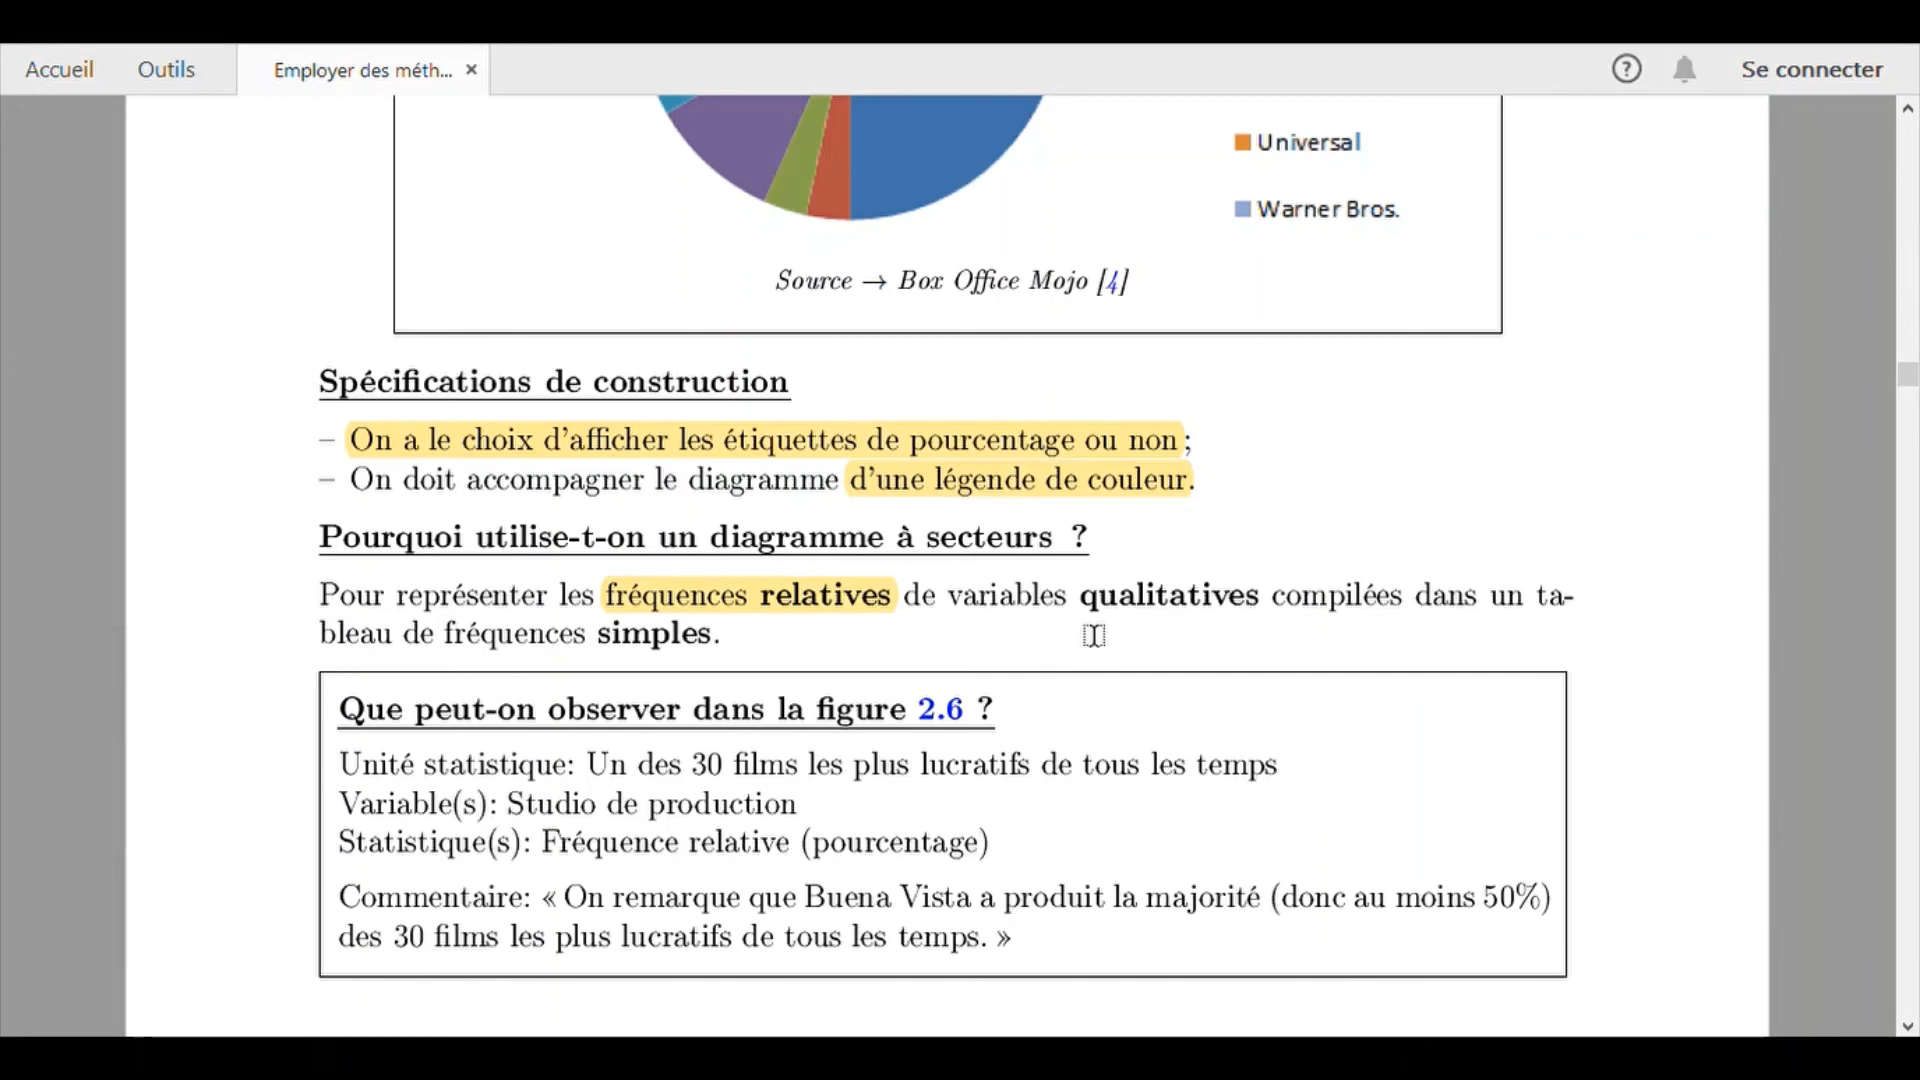 Accueil Outils Employer des méth... × ? Se connecter
Universal
Warner Bros.
Source → Box Office Mojo [4]
Spécifications de construction
– On a le choix d'afficher les étiquettes de pourcentage ou non ;
– On doit accompagner le diagramme d'une légende de couleur.
Pourquoi utilise-t-on un diagramme à secteurs ?
Pour représenter les fréquences relatives de variables qualitatives compilées dans un ta-
bleau de fréquences simples.
Que peut-on observer dans la figure 2.6 ?
Unité statistique: Un des 30 films les plus lucratifs de tous les temps
Variable(s): Studio de production
Statistique(s): Fréquence relative (pourcentage)
Commentaire: « On remarque que Buena Vista a produit la majorité (donc au moins 50%)
des 30 films les plus lucratifs de tous les temps. »